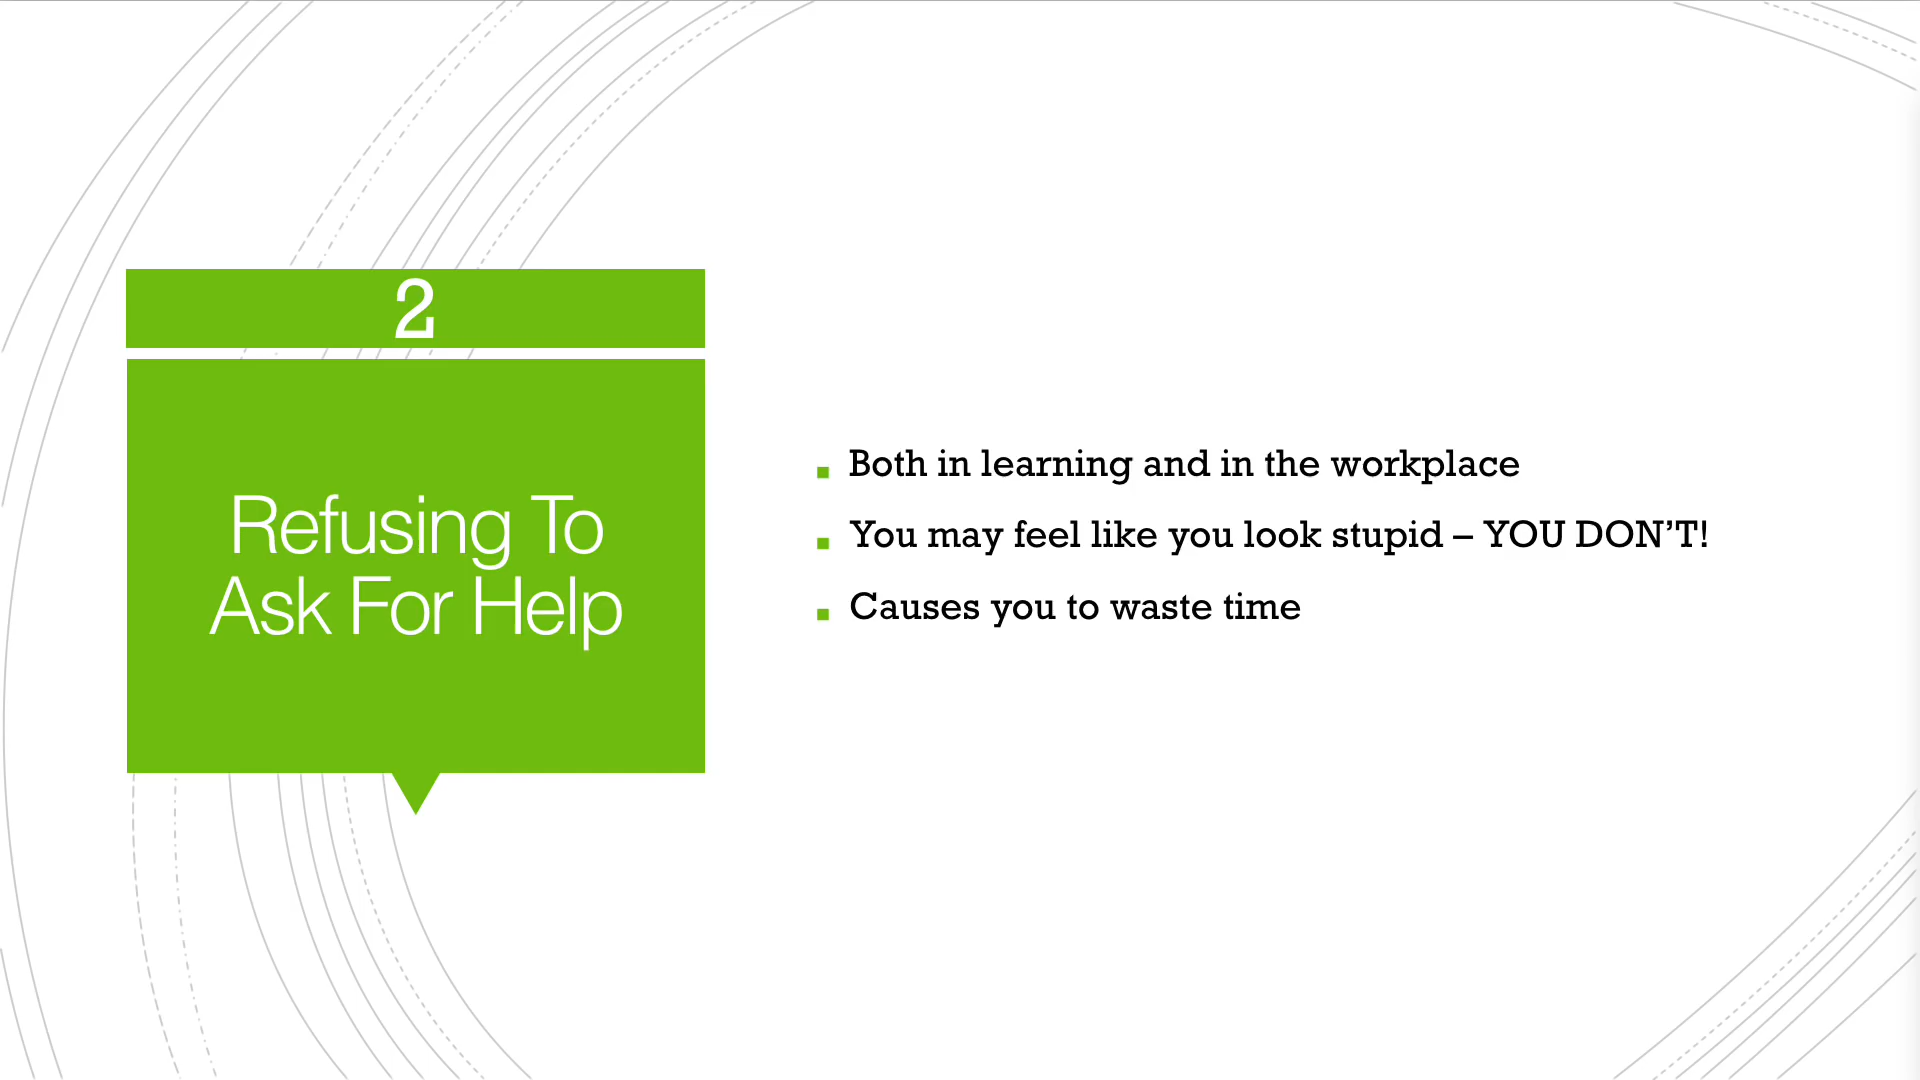 2
Refusing To
Ask For Help
Both in learning and in the workplace
You may feel like you look stupid – YOU DON’T!
Causes you to waste time